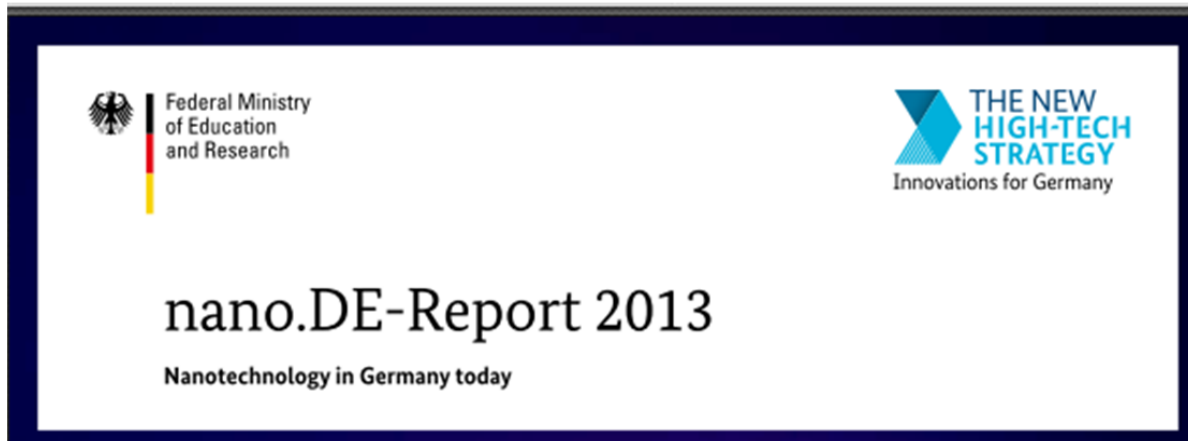 Federal Ministry
of Education
and Research
THE NEW
HIGH-TECH
STRATEGY
Innovations for Germany
nano.DE-Report 2013
Nanotechnology in Germany today